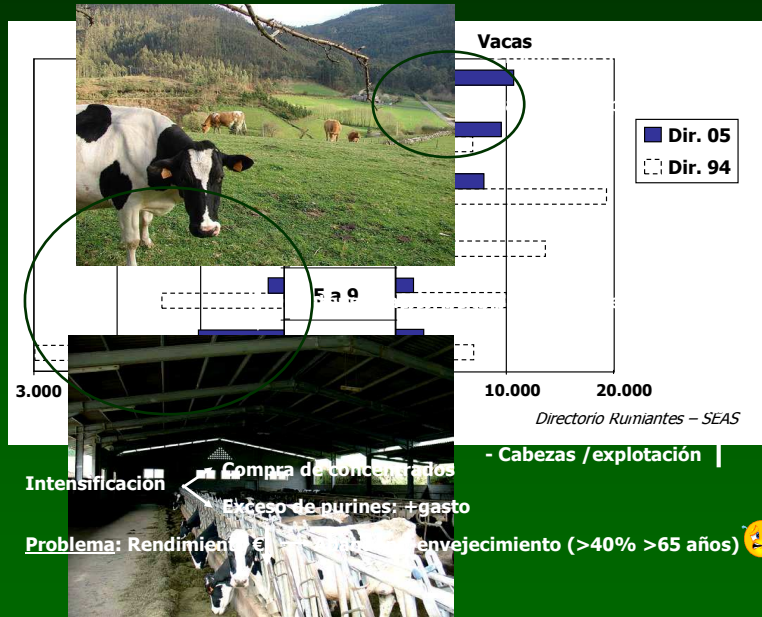 Vacas
Dir. 05
Dir. 94
5 a 9
3.000
10.000
20.000
Directorio Rumiantes – SEAS
- Cabezas /explotación
Intensificación
Compra de concentrados
Exceso de purines: +gasto
Problema: Rendimiento € envejecimiento (>40% >65 años)